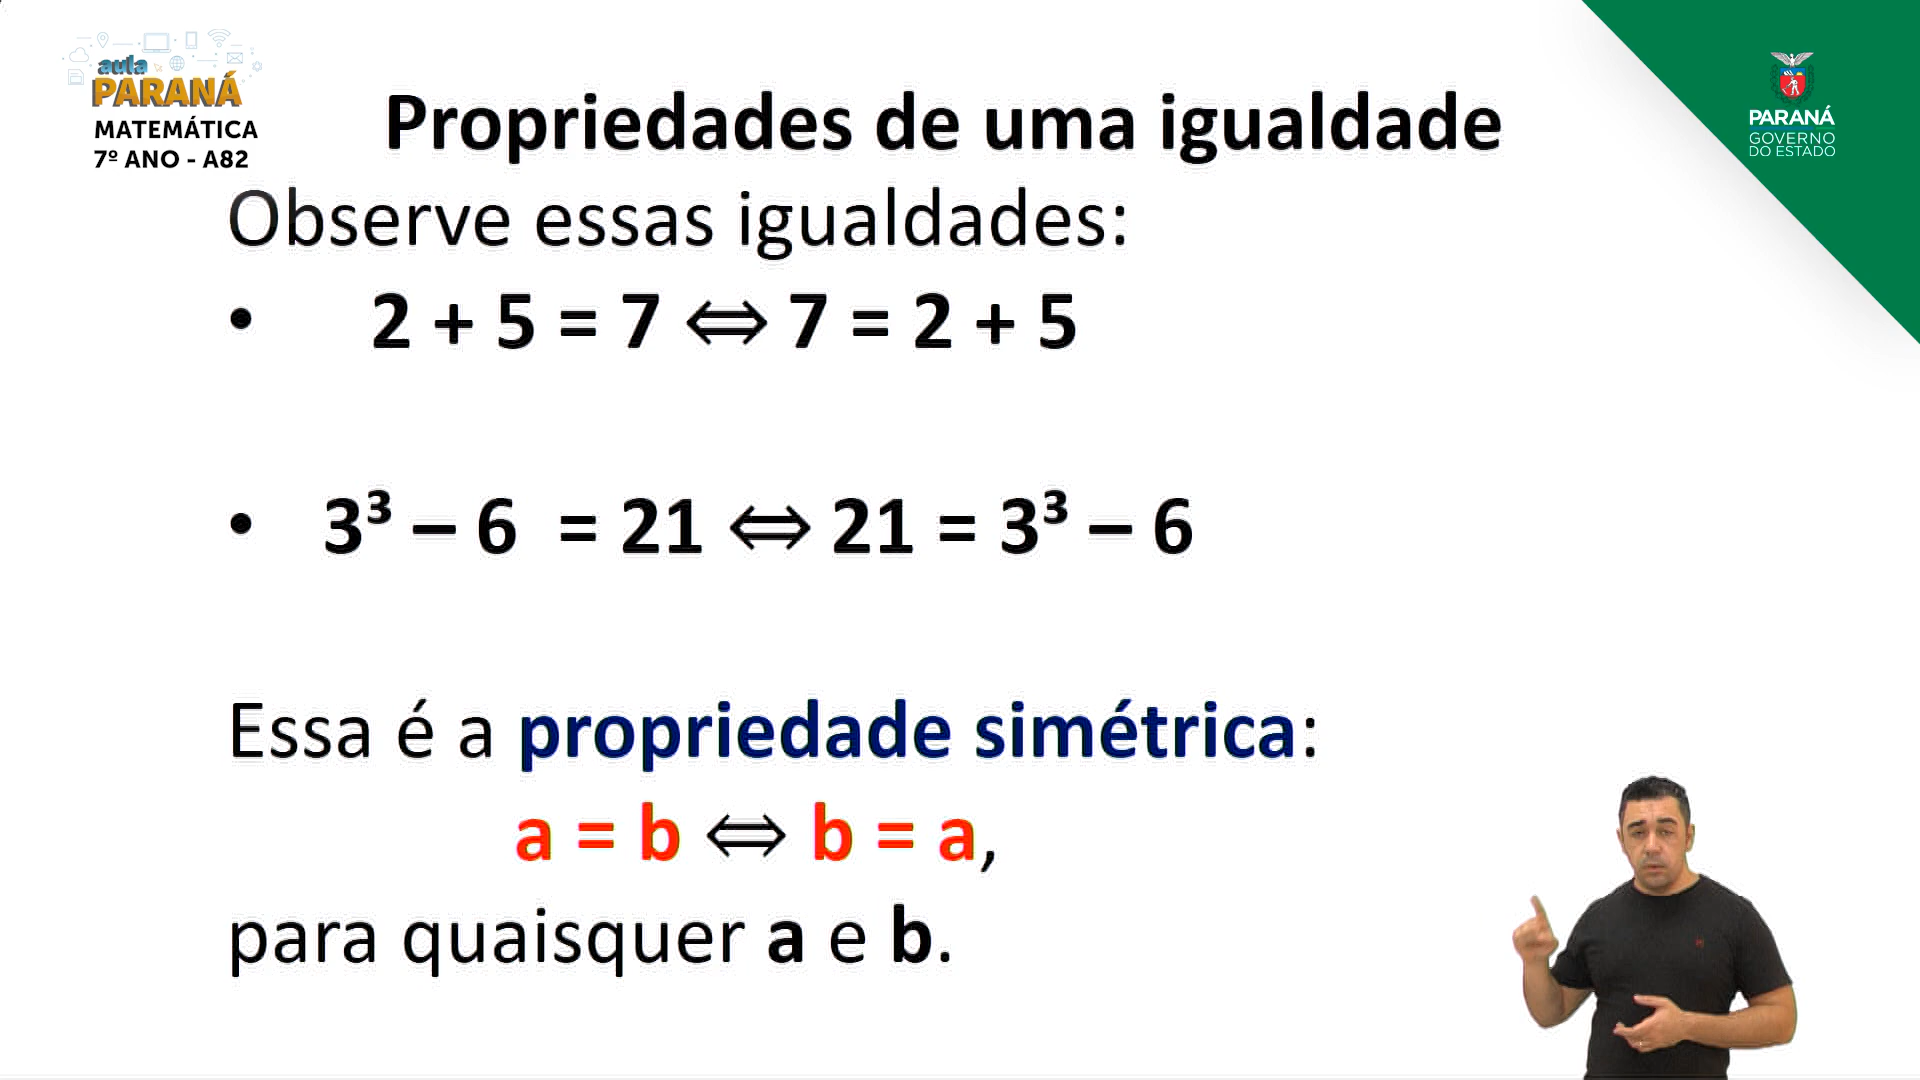 aula
PARANÁ
MATEMÁTICA
7º ANO - A82
PARANÁ
GOVERNO
DO ESTADO
Propriedades de uma igualdade
Observe essas igualdades:
• 2 + 5 = 7 ⇔ 7 = 2 + 5
• 3³ – 6 = 21 ⇔ 21 = 3³ – 6
Essa é a propriedade simétrica:
a = b ⇔ b = a,
para quaisquer a e b.